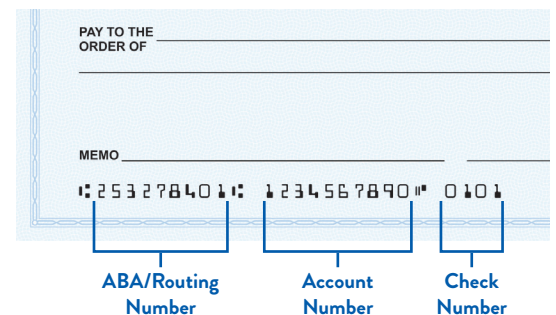 PAY TO THE
ORDER OF
MEMO
⑆253278401⑆ 1234567890⑈ 0101
ABA/Routing Number
Account Number
Check Number